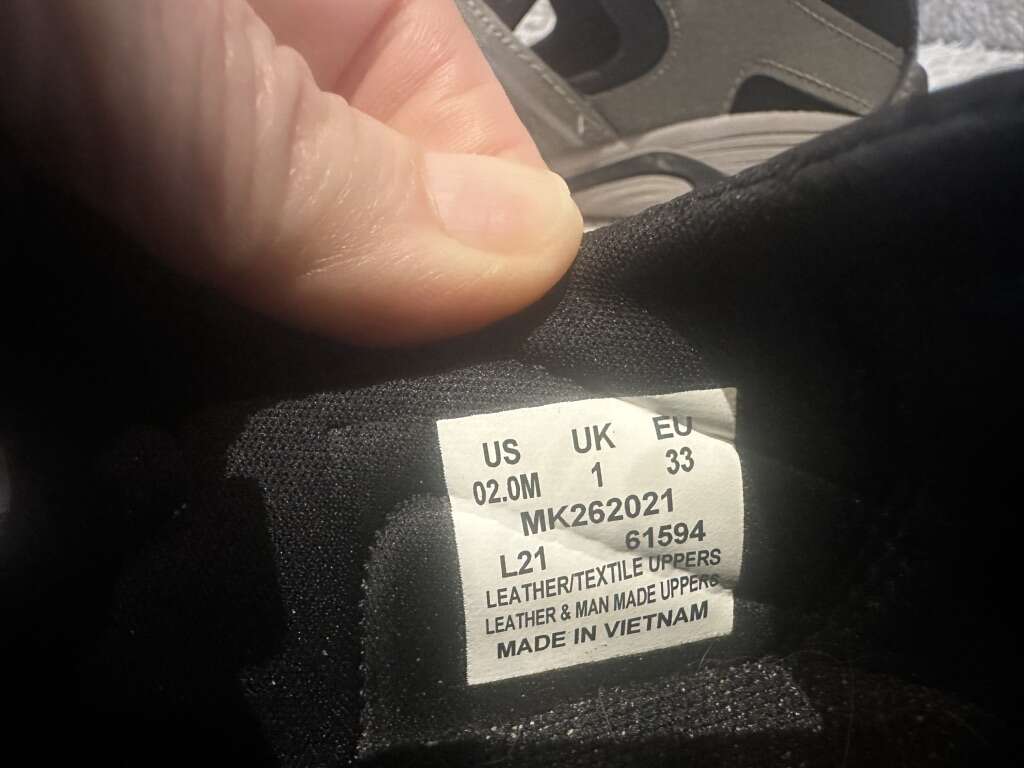 US UK EU
02.0M 1 33
MK262021
L21 61594
LEATHER/TEXTILE UPPERS
LEATHER & MAN MADE UPPERS
MADE IN VIETNAM